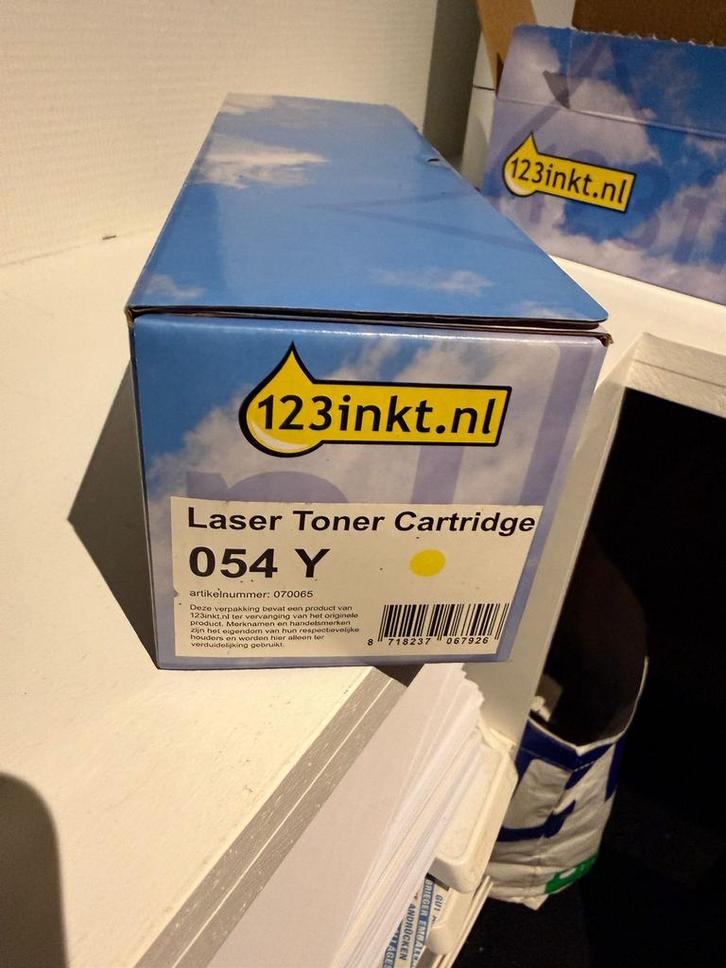 123inkt.nl
123inkt.nl
Laser Toner Cartridge
054 Y
artikelnummer: 070065
Deze verpakking bevat een product van
123inkt.nl ter vervanging van het originele
product. Merknamen en handelsmerken
zijn het eigendom van hun respectievelijke
houders en worden hier alleen ter
verduidelijking gebruikt.
8 718237 067926
ANDRÜCKEN